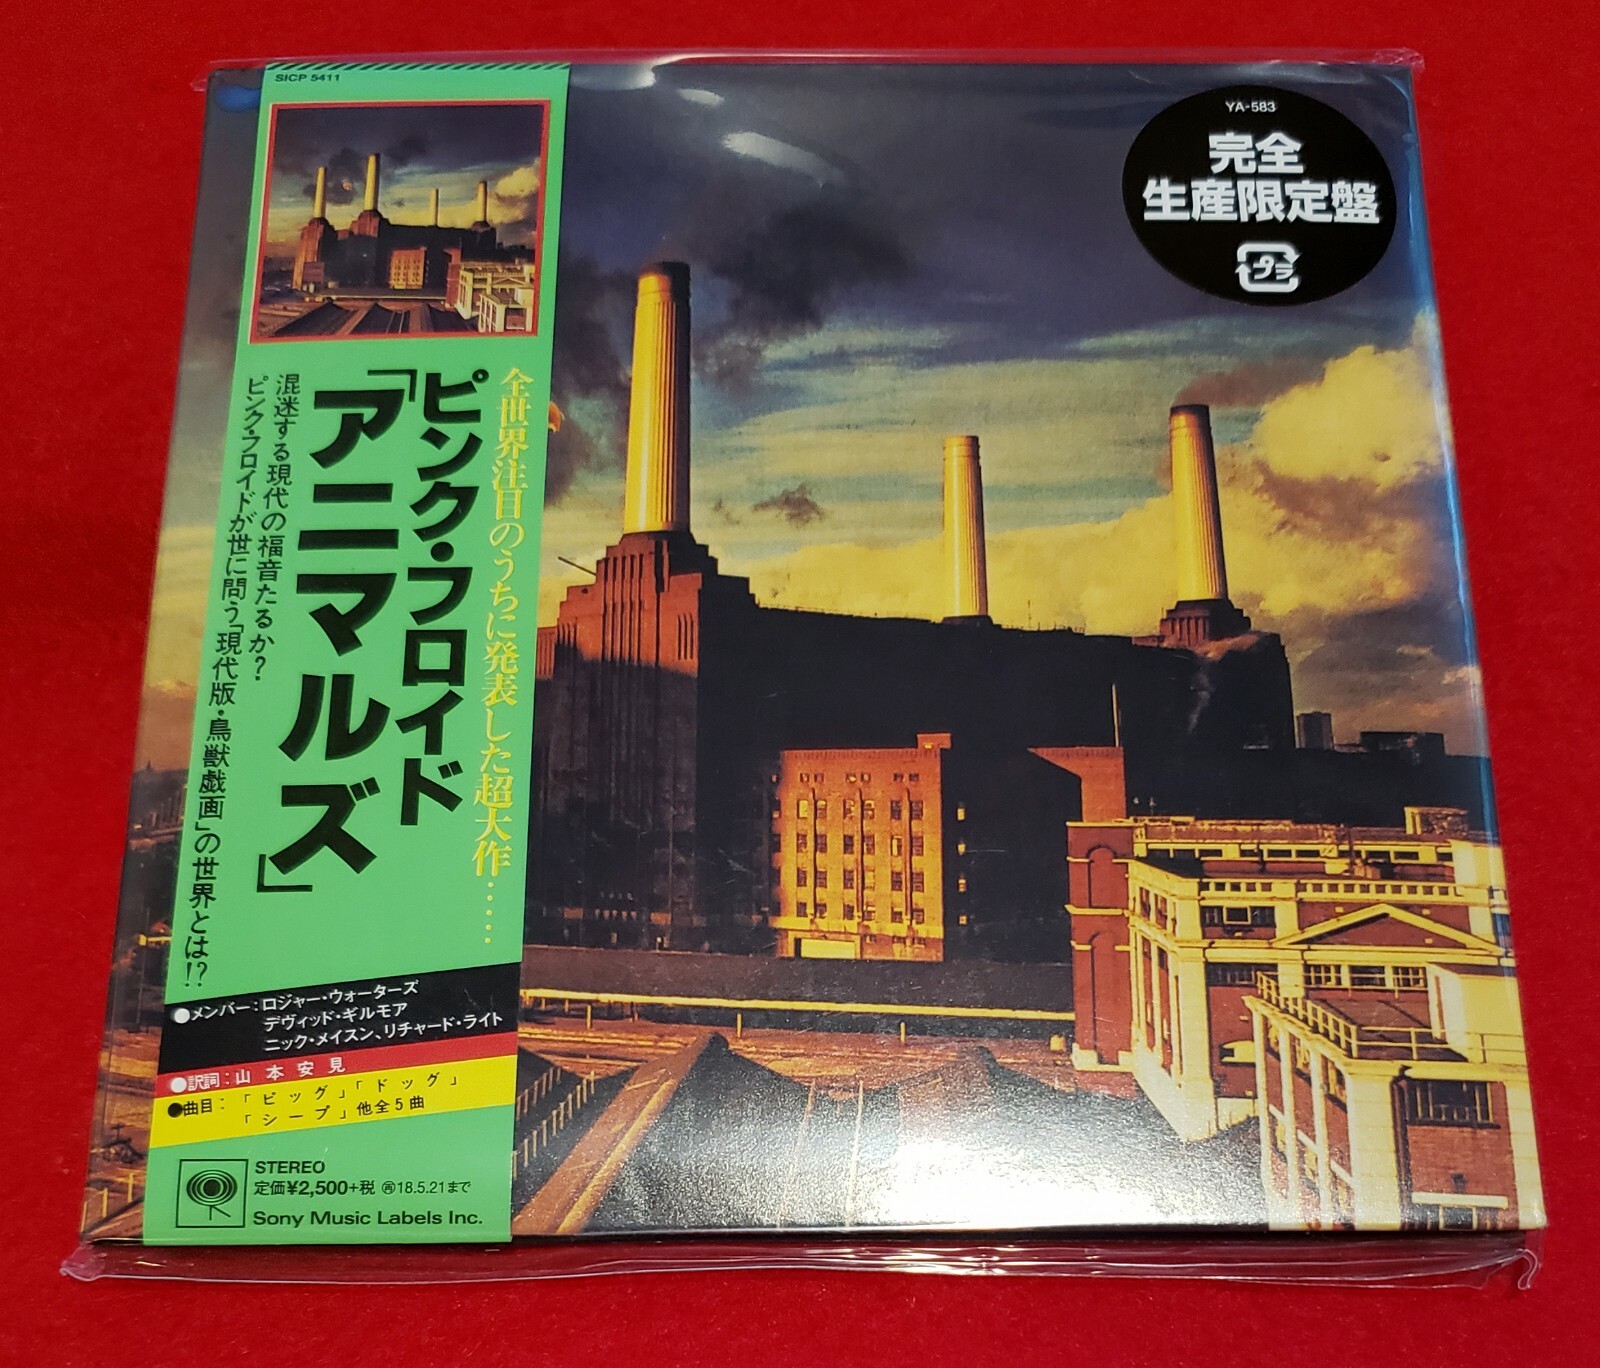 SICP 5411
全世界注目のうちに発表した超大作……
ピンク・フロイド
「アニマルズ」
混迷する現代の福音たるか?
ピンク・フロイドが世に問う「現代版・鳥獣戯画」の世界とは!?
●メンバー:ロジャー・ウォーターズ
デヴィッド・ギルモア
ニック・メイスン、リチャード・ライト
●訳詞:山本安見
●曲目:「ピッグ」「ドッグ」
「シープ」他全5曲
STEREO
定価¥2,500+税 ㊢18.5.21まで
Sony Music Labels Inc.
YA-583
完全
生産限定盤
プラ